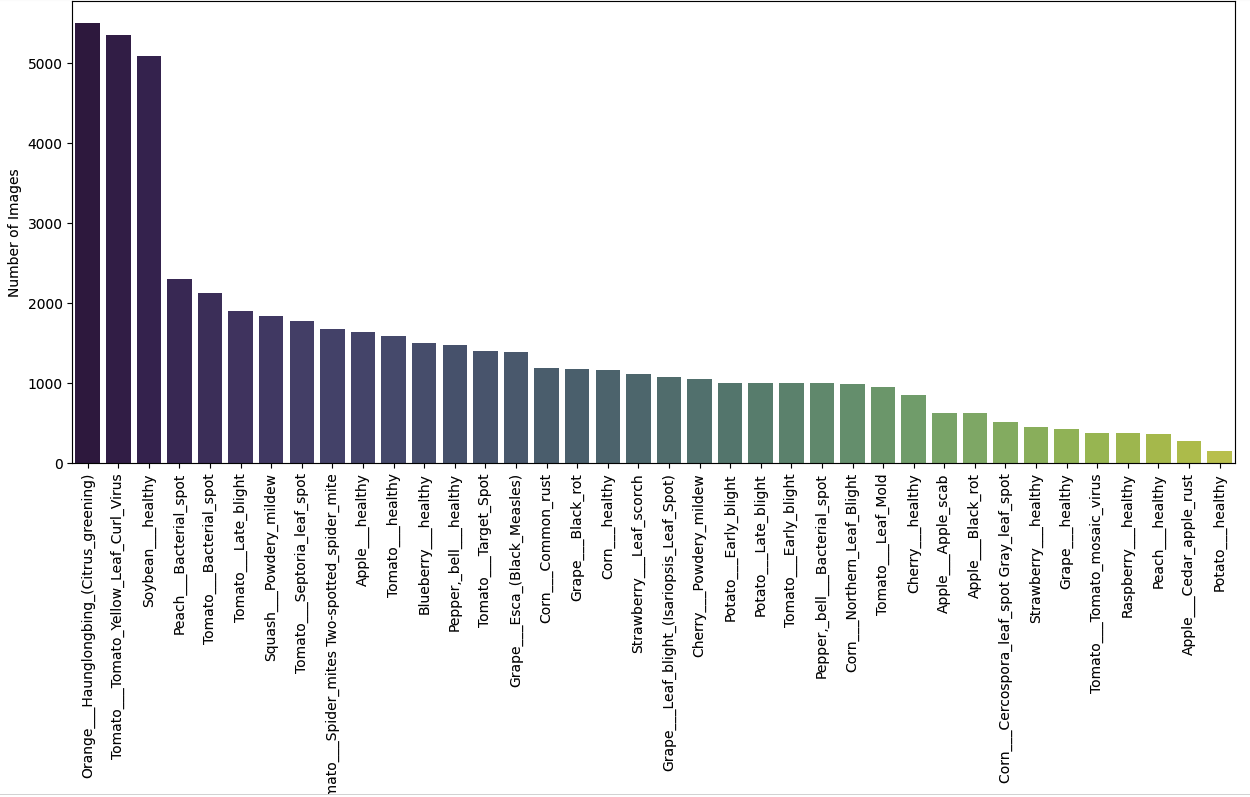 Number of Images
5000
4000
3000
2000
1000
0
Orange___Haunglongbing_(Citrus_greening)
Tomato___Tomato_Yellow_Leaf_Curl_Virus
Soybean___healthy
Peach___Bacterial_spot
Tomato___Bacterial_spot
Tomato___Late_blight
Squash___Powdery_mildew
Tomato___Septoria_leaf_spot
mato___Spider_mites Two-spotted_spider_mite
Apple___healthy
Tomato___healthy
Blueberry___healthy
Pepper,_bell___healthy
Tomato___Target_Spot
Grape___Esca_(Black_Measles)
Corn___Common_rust
Grape___Black_rot
Corn___healthy
Strawberry___Leaf_scorch
Grape___Leaf_blight_(Isariopsis_Leaf_Spot)
Cherry___Powdery_mildew
Potato___Early_blight
Potato___Late_blight
Tomato___Early_blight
Pepper,_bell___Bacterial_spot
Corn___Northern_Leaf_Blight
Tomato___Leaf_Mold
Cherry___healthy
Apple___Apple_scab
Apple___Black_rot
Corn___Cercospora_leaf_spot Gray_leaf_spot
Strawberry___healthy
Grape___healthy
Tomato___Tomato_mosaic_virus
Raspberry___healthy
Peach___healthy
Apple___Cedar_apple_rust
Potato___healthy